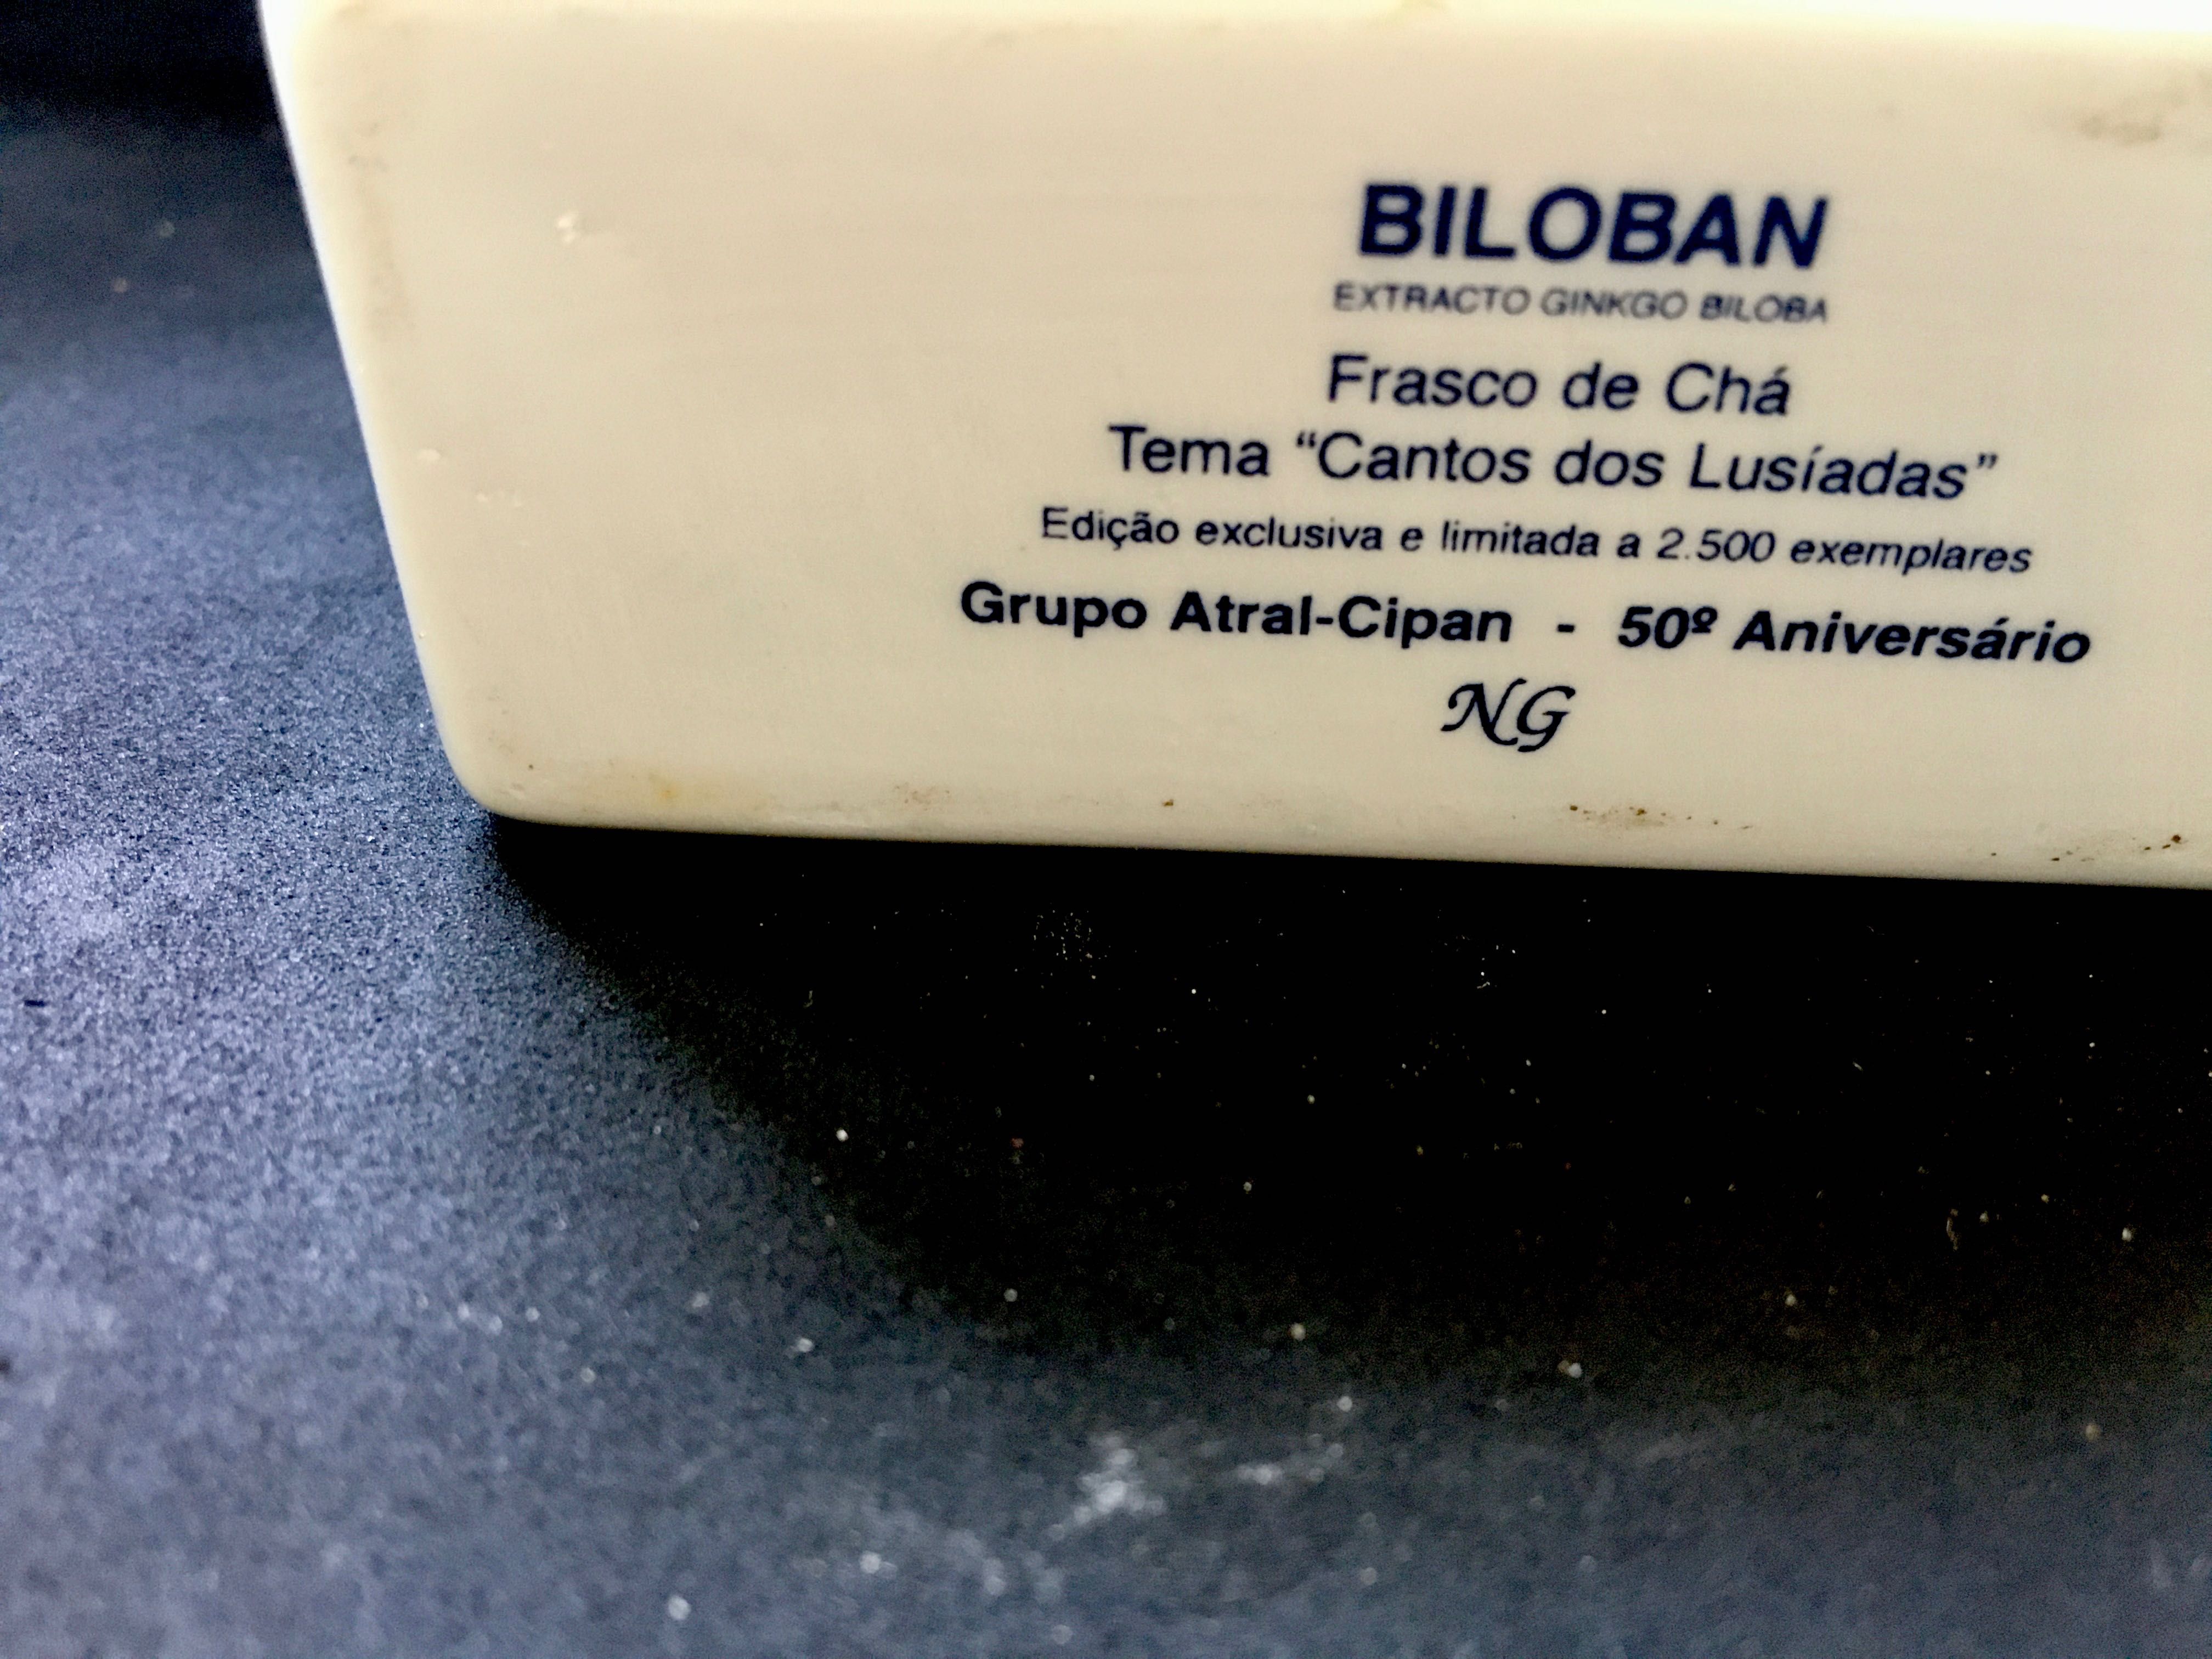 BILOBAN
EXTRACTO GINKGO BILOBA
Frasco de Chá
Tema “Cantos dos Lusíadas”
Edição exclusiva e limitada a 2.500 exemplares
Grupo Atral-Cipan - 50º Aniversário
NG